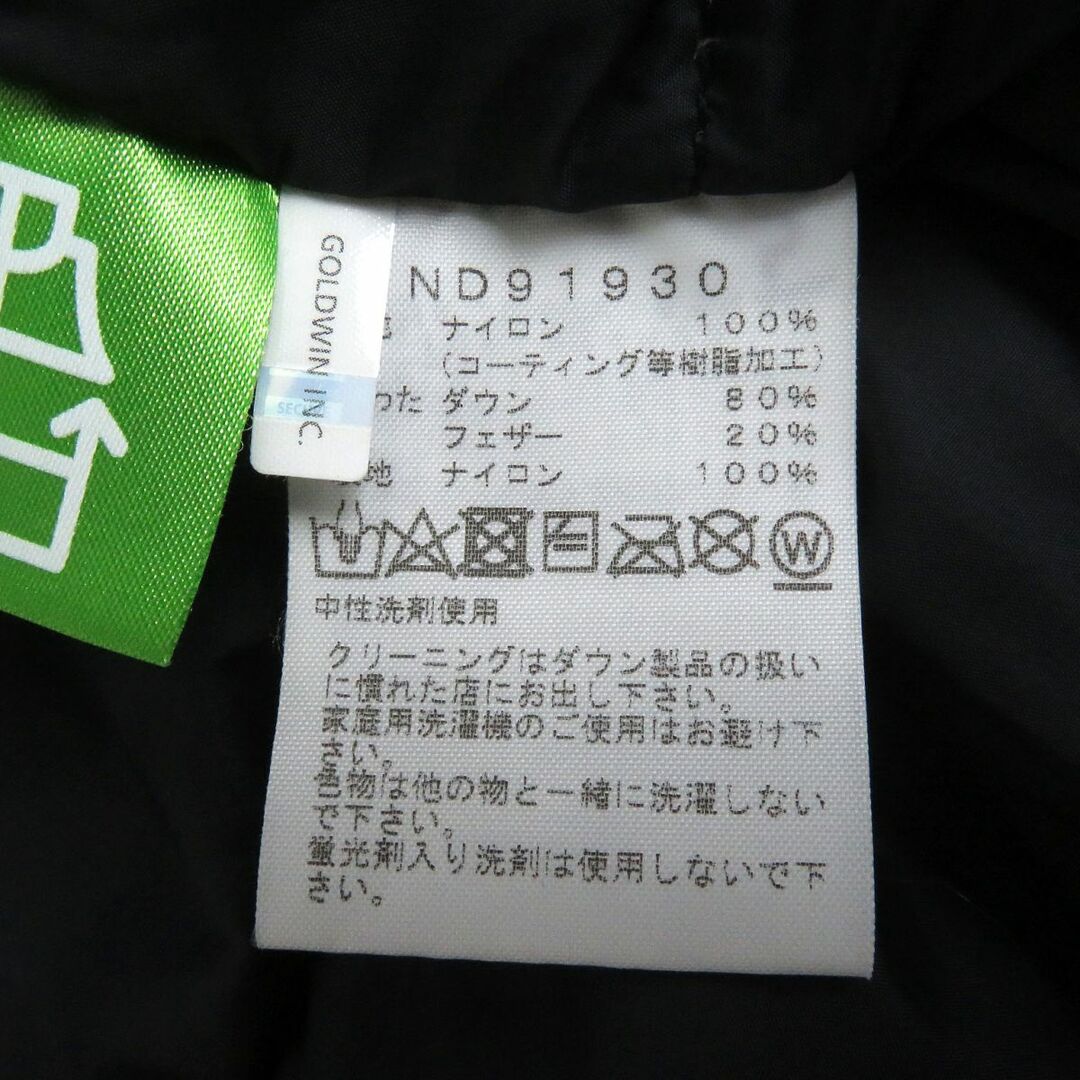 GOLDWIN INC.
ND91930
ナイロン 100%
(コーティング等樹脂加工)
わた ダウン 80%
フェザー 20%
地 ナイロン 100%
W
中性洗剤使用
クリーニングはダウン製品の扱い
に慣れた店にお出し下さい。
家庭用洗濯機のご使用はお避け下
さい。
色物は他の物と一緒に洗濯しない
で下さい。
蛍光剤入り洗剤は使用しないで下
さい。